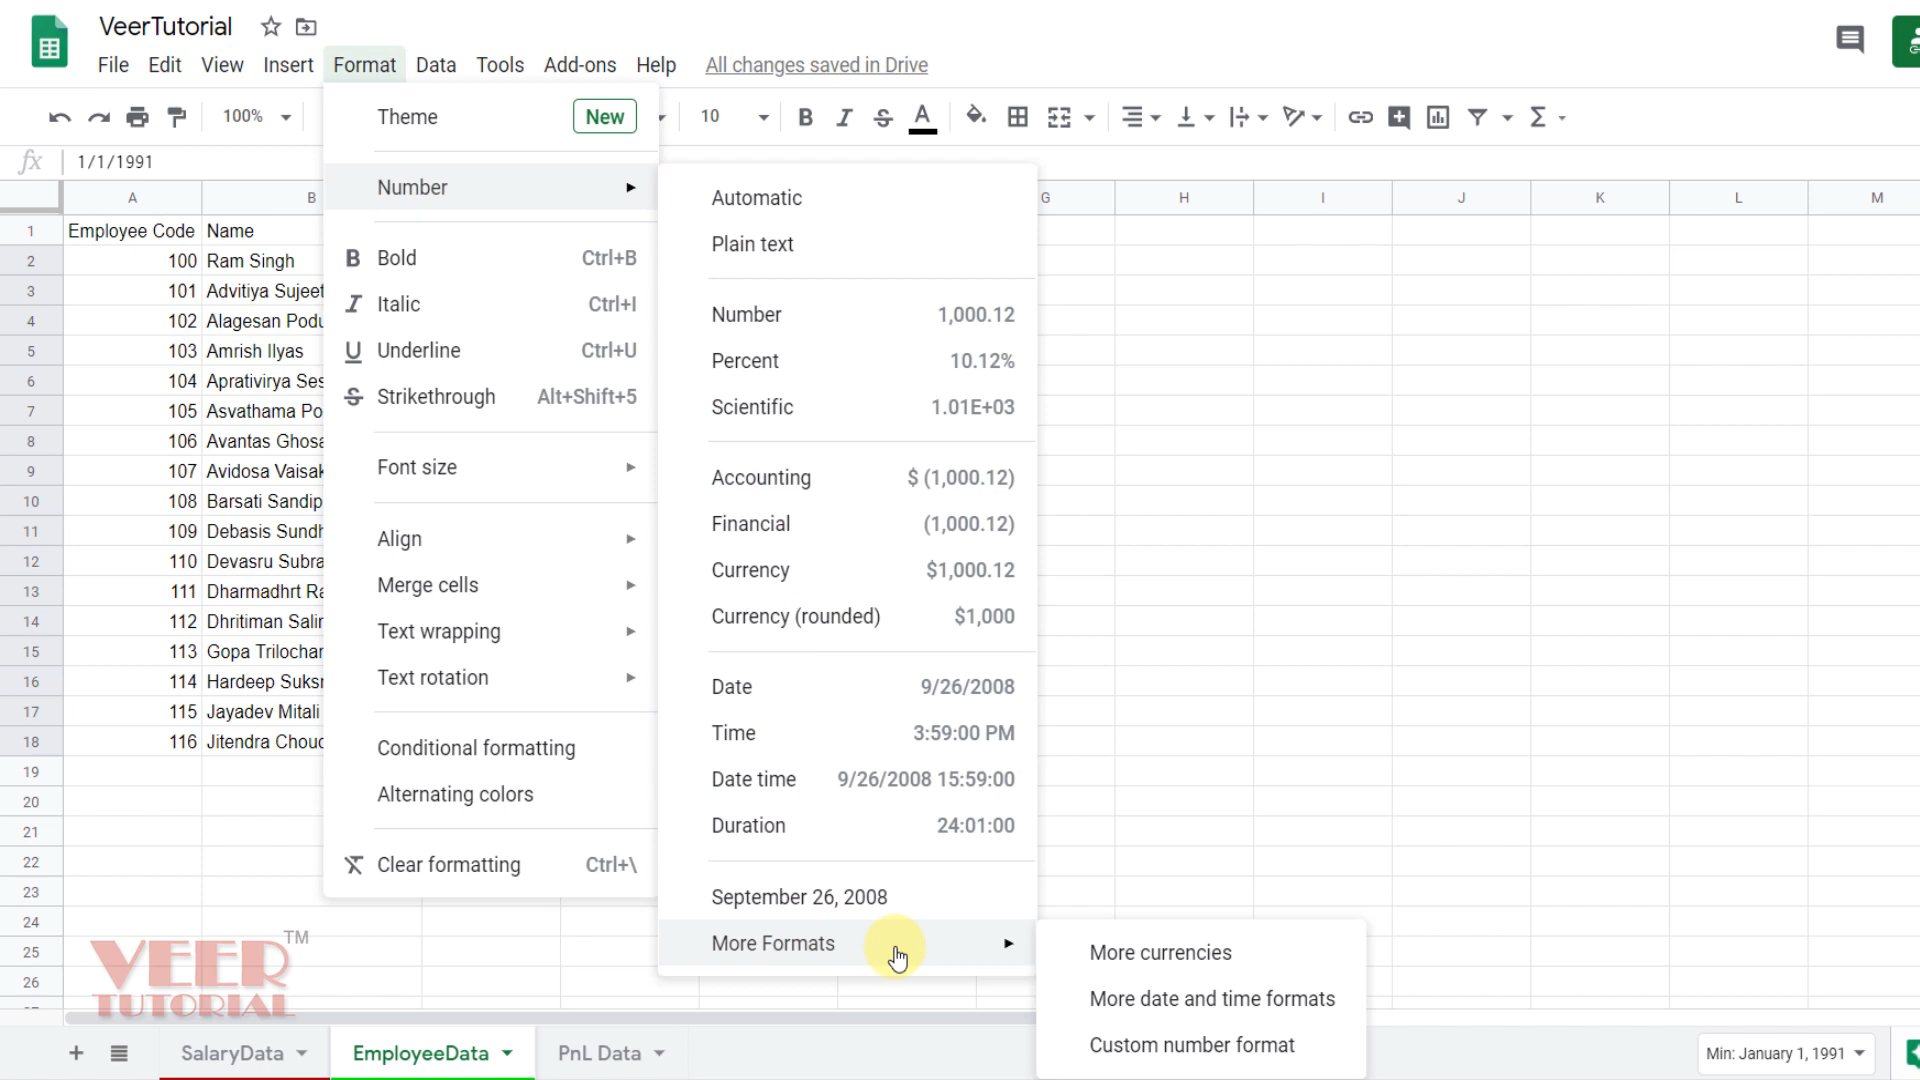 VeerTutorial
File Edit View Insert Format Data Tools Add-ons Help All changes saved in Drive
100% 10 B I S A
fx 1/1/1991
A B G H I J K L M
1 Employee Code Name
2 100 Ram Singh
3 101 Advitiya Sujeet
4 102 Alagesan Podu
5 103 Amrish Ilyas
6 104 Aprativirya Ses
7 105 Asvathama Po
8 106 Avantas Ghosa
9 107 Avidosa Vaisak
10 108 Barsati Sandip
11 109 Debasis Sundh
12 110 Devasru Subra
13 111 Dharmadhrt Ra
14 112 Dhritiman Salin
15 113 Gopa Trilochan
16 114 Hardeep Suksm
17 115 Jayadev Mitali
18 116 Jitendra Choud
19
20
21
22
23
24
25
26
Theme New
Number
B Bold Ctrl+B
I Italic Ctrl+I
U Underline Ctrl+U
S Strikethrough Alt+Shift+5
Font size
Align
Merge cells
Text wrapping
Text rotation
Conditional formatting
Alternating colors
Clear formatting Ctrl+\
Automatic
Plain text
Number 1,000.12
Percent 10.12%
Scientific 1.01E+03
Accounting $ (1,000.12)
Financial (1,000.12)
Currency $1,000.12
Currency (rounded) $1,000
Date 9/26/2008
Time 3:59:00 PM
Date time 9/26/2008 15:59:00
Duration 24:01:00
September 26, 2008
More Formats
More currencies
More date and time formats
Custom number format
VEER TM
TUTORIAL
SalaryData EmployeeData PnL Data Min: January 1, 1991